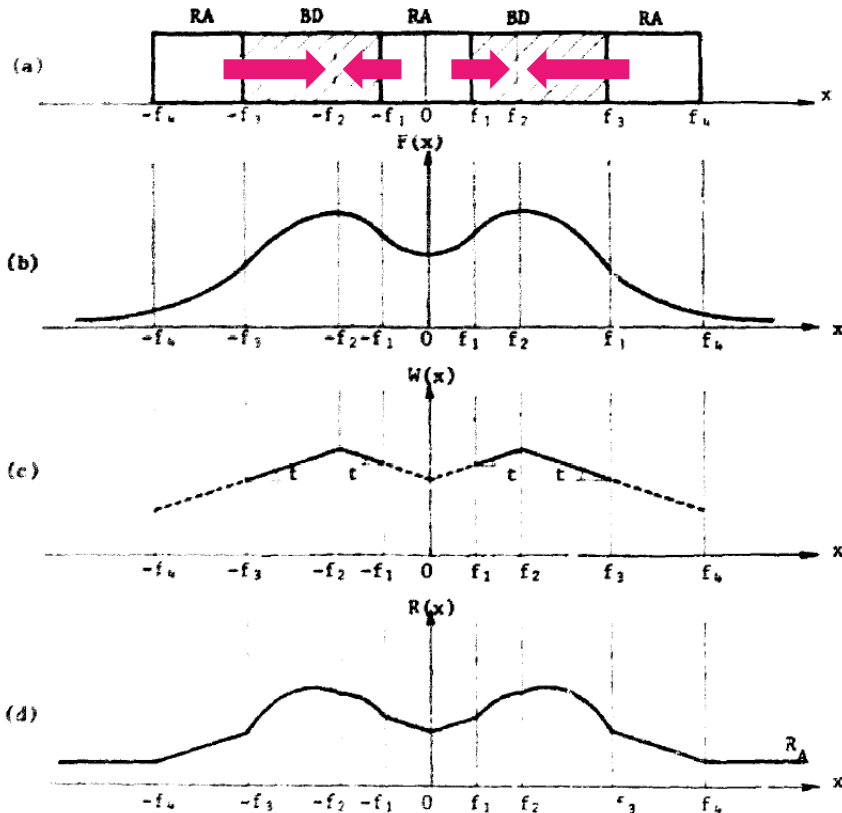 RA BD RA BD RA
(a)
x
-f₄ -f₃ -f₂ -f₁ 0 f₁ f₂ f₃ f₄
F(x)
(b)
-f₄ -f₃ -f₂ -f₁ 0 f₁ f₂ f₁ f₄ x
W(x)
(c)
t t t t
-f₄ -f₃ -f₂ -f₁ 0 f₁ f₂ f₃ f₄ x
R(x)
(d)
R_A
-f₄ -f₃ -f₂ -f₁ 0 f₁ f₂ f₃ f₄ x